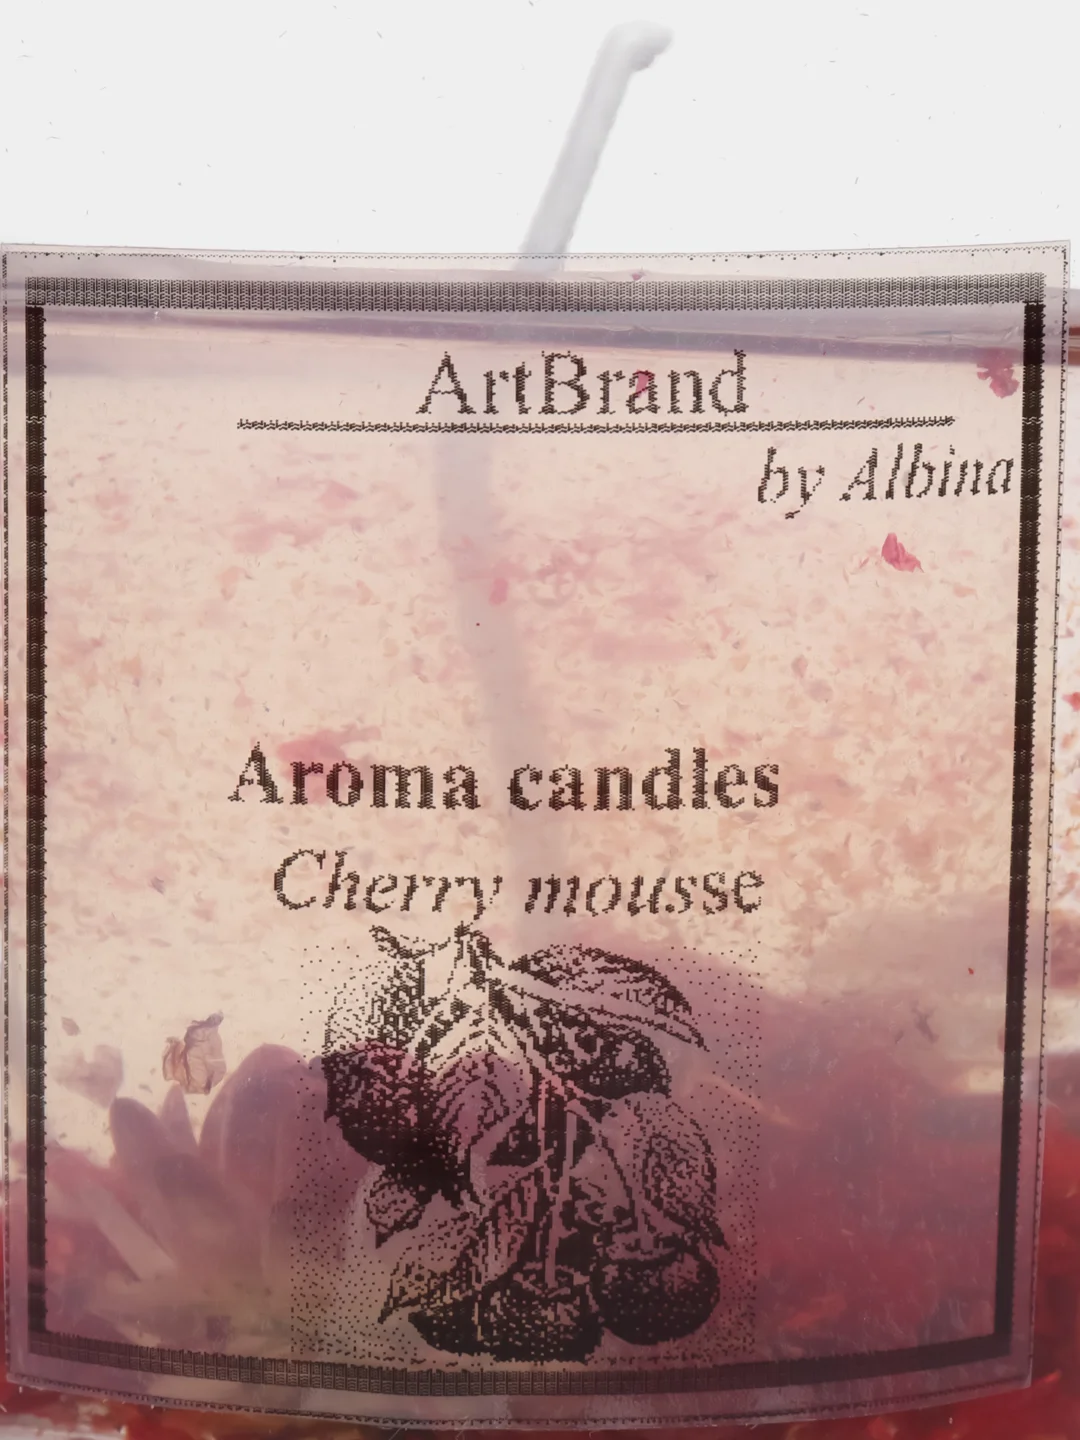 ArtBrand
by Albina
Aroma candles
Cherry mousse